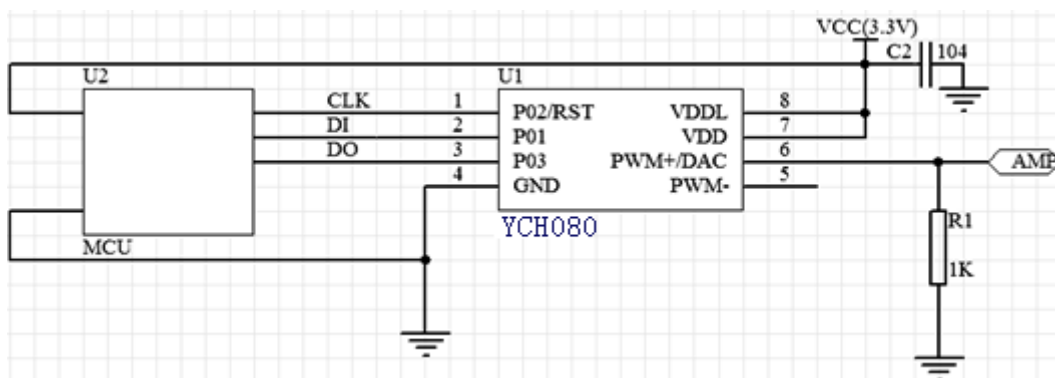 VCC(3.3V)
C2 104
U2
U1
CLK 1 P02/RST VDDL 8
DI 2 P01 VDD 7
DO 3 P03 PWM+/DAC 6 AMP
4 GND PWM- 5
YCH080
R1
MCU
1K